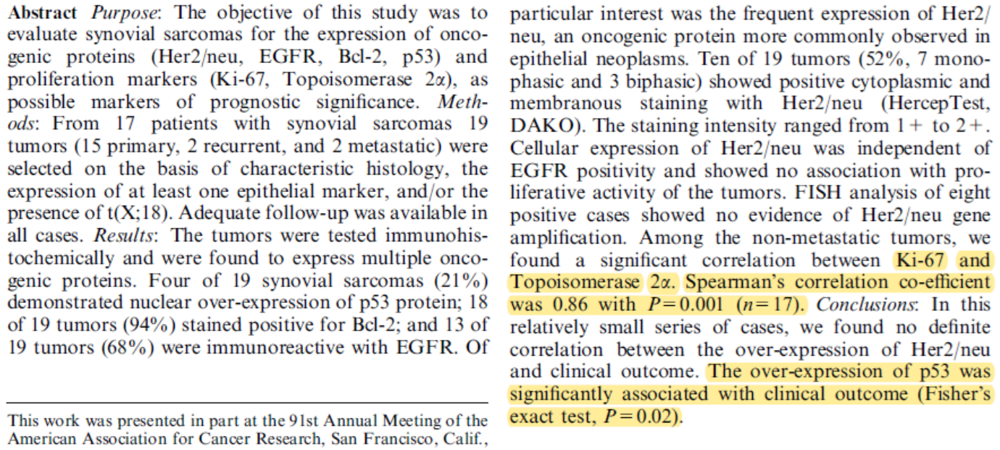 Abstract Purpose: The objective of this study was to
evaluate synovial sarcomas for the expression of onco-
genic proteins (Her2/neu, EGFR, Bcl-2, p53) and
proliferation markers (Ki-67, Topoisomerase 2α), as
possible markers of prognostic significance. Meth-
ods: From 17 patients with synovial sarcomas 19
tumors (15 primary, 2 recurrent, and 2 metastatic) were
selected on the basis of characteristic histology, the
expression of at least one epithelial marker, and/or the
presence of t(X;18). Adequate follow-up was available in
all cases. Results: The tumors were tested immunohis-
tochemically and were found to express multiple onco-
genic proteins. Four of 19 synovial sarcomas (21%)
demonstrated nuclear over-expression of p53 protein; 18
of 19 tumors (94%) stained positive for Bcl-2; and 13 of
19 tumors (68%) were immunoreactive with EGFR. Of
This work was presented in part at the 91st Annual Meeting of the
American Association for Cancer Research, San Francisco, Calif.,
particular interest was the frequent expression of Her2/
neu, an oncogenic protein more commonly observed in
epithelial neoplasms. Ten of 19 tumors (52%, 7 mono-
phasic and 3 biphasic) showed positive cytoplasmic and
membranous staining with Her2/neu (HercepTest,
DAKO). The staining intensity ranged from 1+ to 2+.
Cellular expression of Her2/neu was independent of
EGFR positivity and showed no association with pro-
liferative activity of the tumors. FISH analysis of eight
positive cases showed no evidence of Her2/neu gene
amplification. Among the non-metastatic tumors, we
found a significant correlation between Ki-67 and
Topoisomerase 2α. Spearman's correlation co-efficient
was 0.86 with P=0.001 (n=17). Conclusions: In this
relatively small series of cases, we found no definite
correlation between the over-expression of Her2/neu
and clinical outcome. The over-expression of p53 was
significantly associated with clinical outcome (Fisher's
exact test, P=0.02).